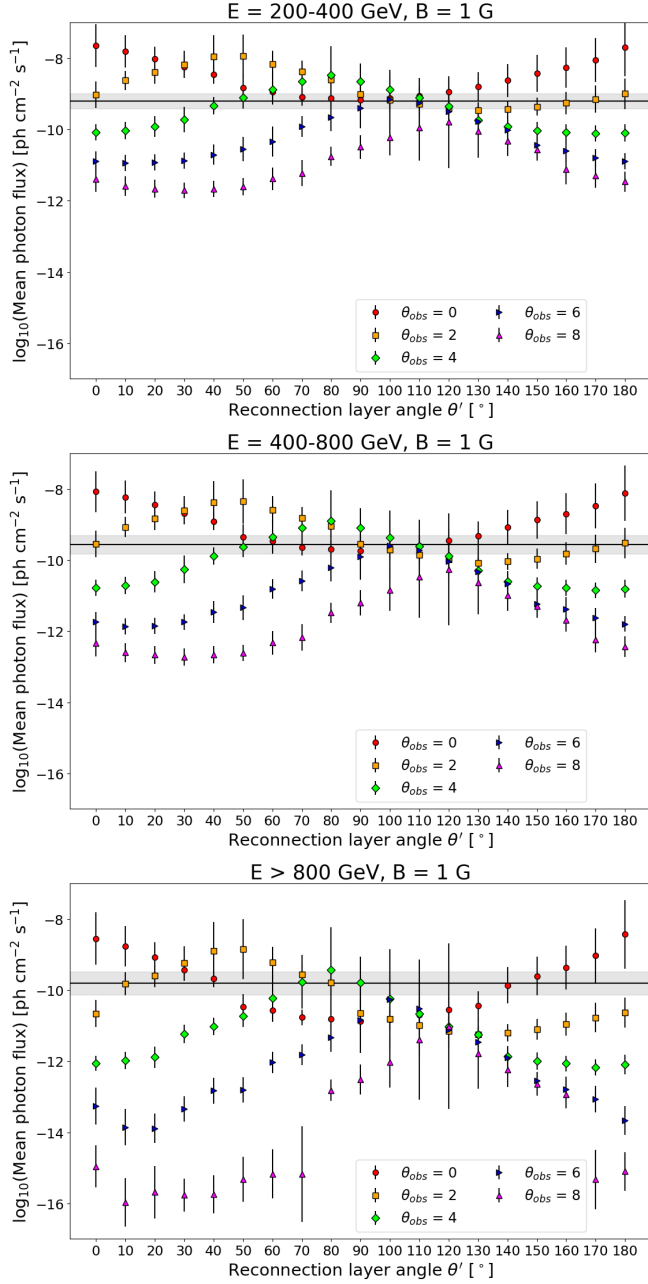 E = 200-400 GeV, B = 1 G
log₁₀(Mean photon flux) [ph cm⁻² s⁻¹]
−8
−10
−12
−14
−16
θobs = 0
θobs = 2
θobs = 4
θobs = 6
θobs = 8
0 10 20 30 40 50 60 70 80 90 100 110 120 130 140 150 160 170 180
Reconnection layer angle θ′ [°]
E = 400-800 GeV, B = 1 G
log₁₀(Mean photon flux) [ph cm⁻² s⁻¹]
−8
−10
−12
−14
−16
θobs = 0
θobs = 2
θobs = 4
θobs = 6
θobs = 8
0 10 20 30 40 50 60 70 80 90 100 110 120 130 140 150 160 170 180
Reconnection layer angle θ′ [°]
E > 800 GeV, B = 1 G
log₁₀(Mean photon flux) [ph cm⁻² s⁻¹]
−8
−10
−12
−14
−16
θobs = 0
θobs = 2
θobs = 4
θobs = 6
θobs = 8
0 10 20 30 40 50 60 70 80 90 100 110 120 130 140 150 160 170 180
Reconnection layer angle θ′ [°]